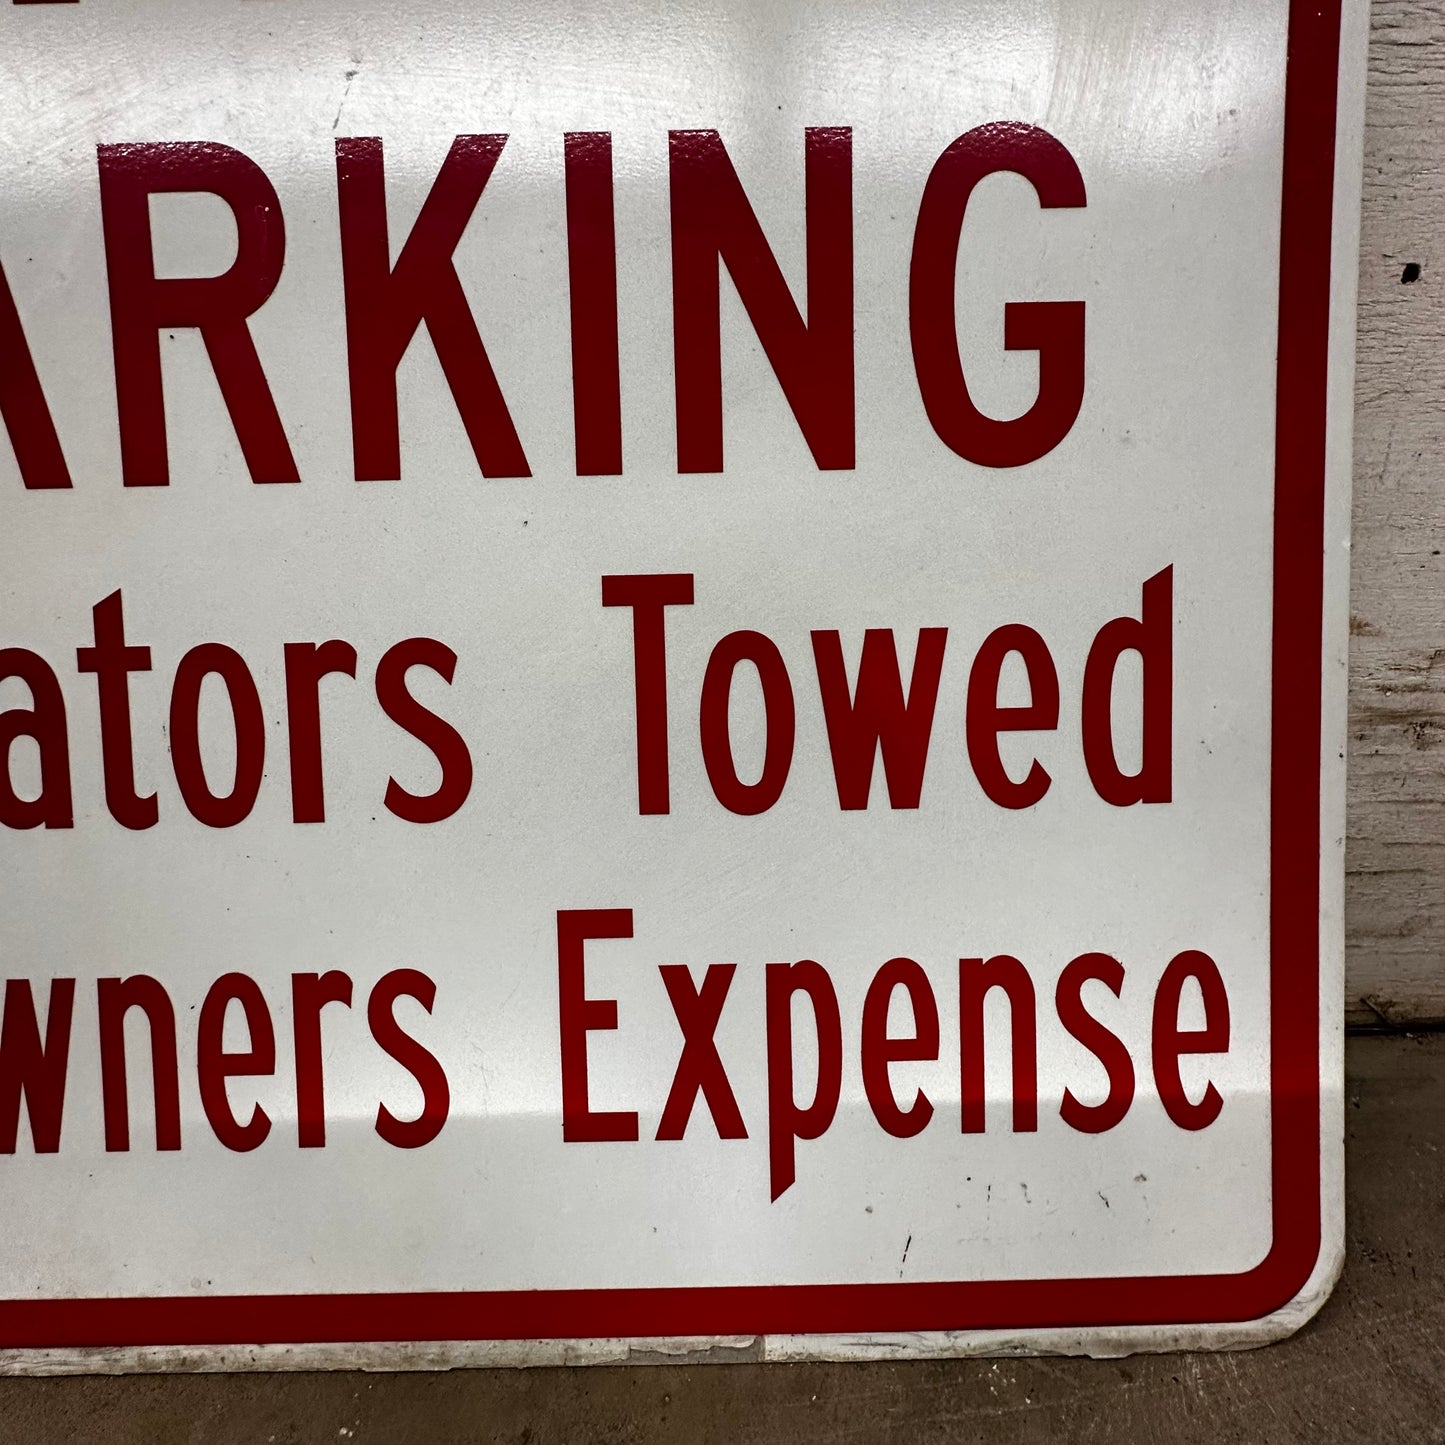 ARKING
ators Towed
wners Expense